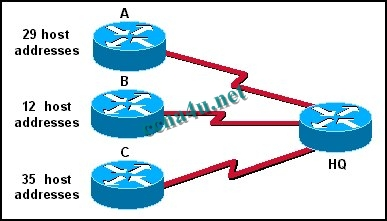 A
29 host
addresses
B
12 host
addresses
ccna4u.net
HQ
C
35 host
addresses